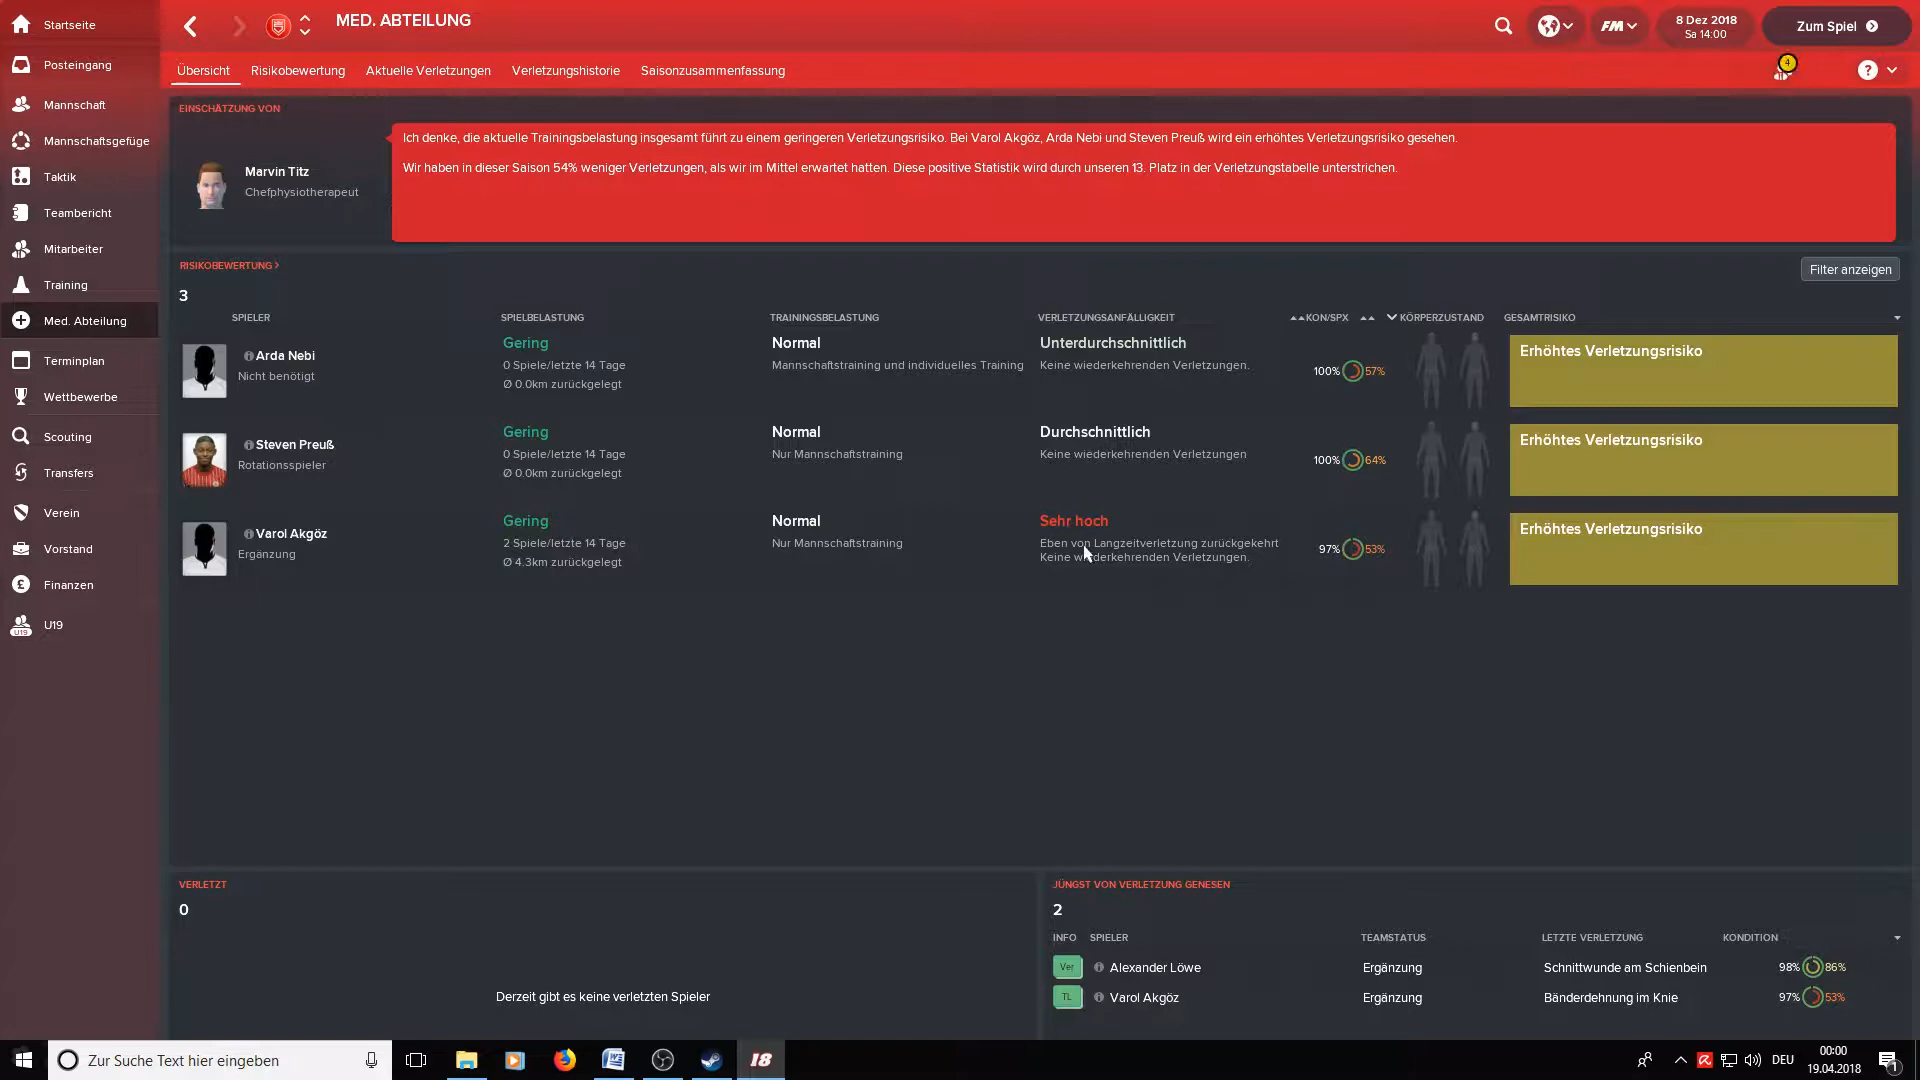 Startseite
Posteingang
Mannschaft
Mannschaftsgefüge
Taktik
Teambericht
Mitarbeiter
Training
Med. Abteilung
Terminplan
Wettbewerbe
Scouting
Transfers
Verein
Vorstand
Finanzen
U19
U19
MED. ABTEILUNG
FM
8 Dez 2018
Sa 14:00
Zum Spiel
Übersicht
Risikobewertung
Aktuelle Verletzungen
Verletzungshistorie
Saisonzusammenfassung
4
?
EINSCHÄTZUNG VON
Marvin Titz
Chefphysiotherapeut
Ich denke, die aktuelle Trainingsbelastung insgesamt führt zu einem geringeren Verletzungsrisiko. Bei Varol Akgöz, Arda Nebi und Steven Preuß wird ein erhöhtes Verletzungsrisiko gesehen.
Wir haben in dieser Saison 54% weniger Verletzungen, als wir im Mittel erwartet hatten. Diese positive Statistik wird durch unseren 13. Platz in der Verletzungstabelle unterstrichen.
RISIKOBEWERTUNG >
Filter anzeigen
3
SPIELER SPIELBELASTUNG TRAININGSBELASTUNG VERLETZUNGSANFÄLLIGKEIT KON/SPX KÖRPERZUSTAND GESAMTRISIKO
Arda Nebi
Nicht benötigt
Gering
0 Spiele/letzte 14 Tage
Ø 0.0km zurückgelegt
Normal
Mannschaftstraining und individuelles Training
Unterdurchschnittlich
Keine wiederkehrenden Verletzungen.
100% 57%
Erhöhtes Verletzungsrisiko
Steven Preuß
Rotationsspieler
Gering
0 Spiele/letzte 14 Tage
Ø 0.0km zurückgelegt
Normal
Nur Mannschaftstraining
Durchschnittlich
Keine wiederkehrenden Verletzungen
100% 64%
Erhöhtes Verletzungsrisiko
Varol Akgöz
Ergänzung
Gering
2 Spiele/letzte 14 Tage
Ø 4.3km zurückgelegt
Normal
Nur Mannschaftstraining
Sehr hoch
Eben von Langzeitverletzung zurückgekehrt
Keine wiederkehrenden Verletzungen.
97% 53%
Erhöhtes Verletzungsrisiko
VERLETZT
0
Derzeit gibt es keine verletzten Spieler
JÜNGST VON VERLETZUNG GENESEN
2
INFO SPIELER TEAMSTATUS LETZTE VERLETZUNG KONDITION
Ver Alexander Löwe Ergänzung Schnittwunde am Schienbein 98% 86%
TL Varol Akgöz Ergänzung Bänderdehnung im Knie 97% 53%
Zur Suche Text hier eingeben
18
DEU
00:00
19.04.2018
1